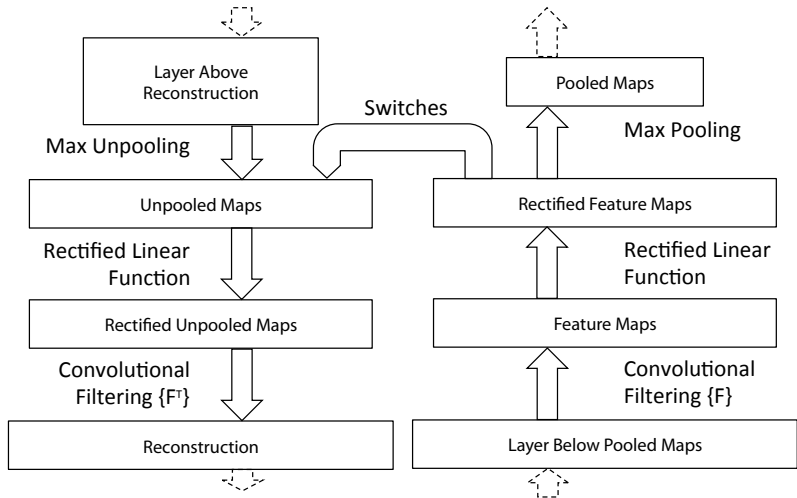 Layer Above
Reconstruction
Pooled Maps
Switches
Max Unpooling
Max Pooling
Unpooled Maps
Rectified Feature Maps
Rectified Linear
Function
Rectified Linear
Function
Rectified Unpooled Maps
Feature Maps
Convolutional
Filtering {Fᵀ}
Convolutional
Filtering {F}
Reconstruction
Layer Below Pooled Maps